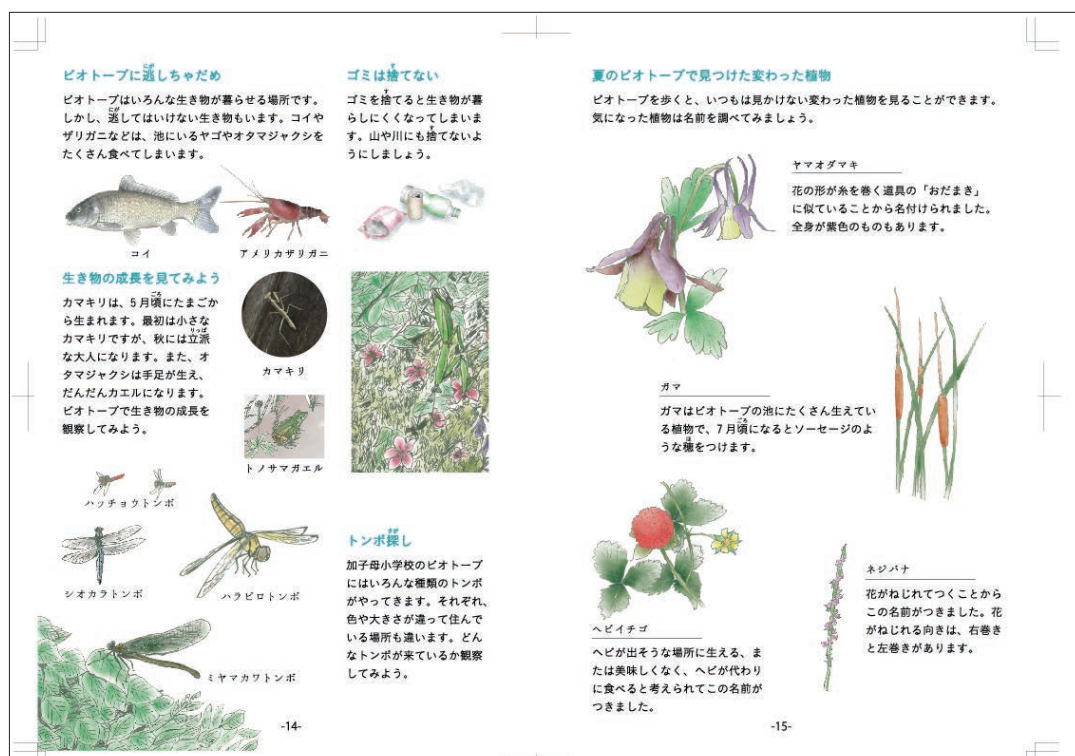 ビオトープに逃しちゃだめ
ビオトープはいろんな生き物が暮らせる場所です。
しかし、逃してはいけない生き物もいます。コイや
ザリガニなどは、池にいるヤゴやオタマジャクシを
たくさん食べてしまいます。
コイ
アメリカザリガニ
ゴミは捨てない
ゴミを捨てると生き物が暮
らしにくくなってしまいま
す。山や川にも捨てないよ
うにしましょう。
生き物の成長を見てみよう
カマキリは、5月頃にたまごか
ら生まれます。最初は小さな
カマキリですが、秋には立派
な大人になります。また、オ
タマジャクシは手足が生え、
だんだんカエルになります。
ビオトープで生き物の成長を
観察してみよう。
カマキリ
トノサマガエル
ハッチョウトンボ
シオカラトンボ
ハラビロトンボ
ミヤマカワトンボ
トンボ探し
加子母小学校のビオトープ
にはいろんな種類のトンボ
がやってきます。それぞれ、
色や大きさが違って住んで
いる場所も違います。どん
なトンボが来ているか観察
してみよう。
-14-
夏のビオトープで見つけた変わった植物
ビオトープを歩くと、いつもは見かけない変わった植物を見ることができます。
気になった植物は名前を調べてみましょう。
ヤマオダマキ
花の形が糸を巻く道具の「おだまき」
に似ていることから名付けられました。
全身が紫色のものもあります。
ガマ
ガマはビオトープの池にたくさん生えてい
る植物で、7月頃になるとソーセージのよ
うな穂をつけます。
ヘビイチゴ
ヘビが出そうな場所に生える、ま
たは美味しくなく、ヘビが代わり
に食べると考えられてこの名前が
つきました。
ネジバナ
花がねじれてつくことから
この名前がつきました。花
がねじれる向きは、右巻き
と左巻きがあります。
-15-